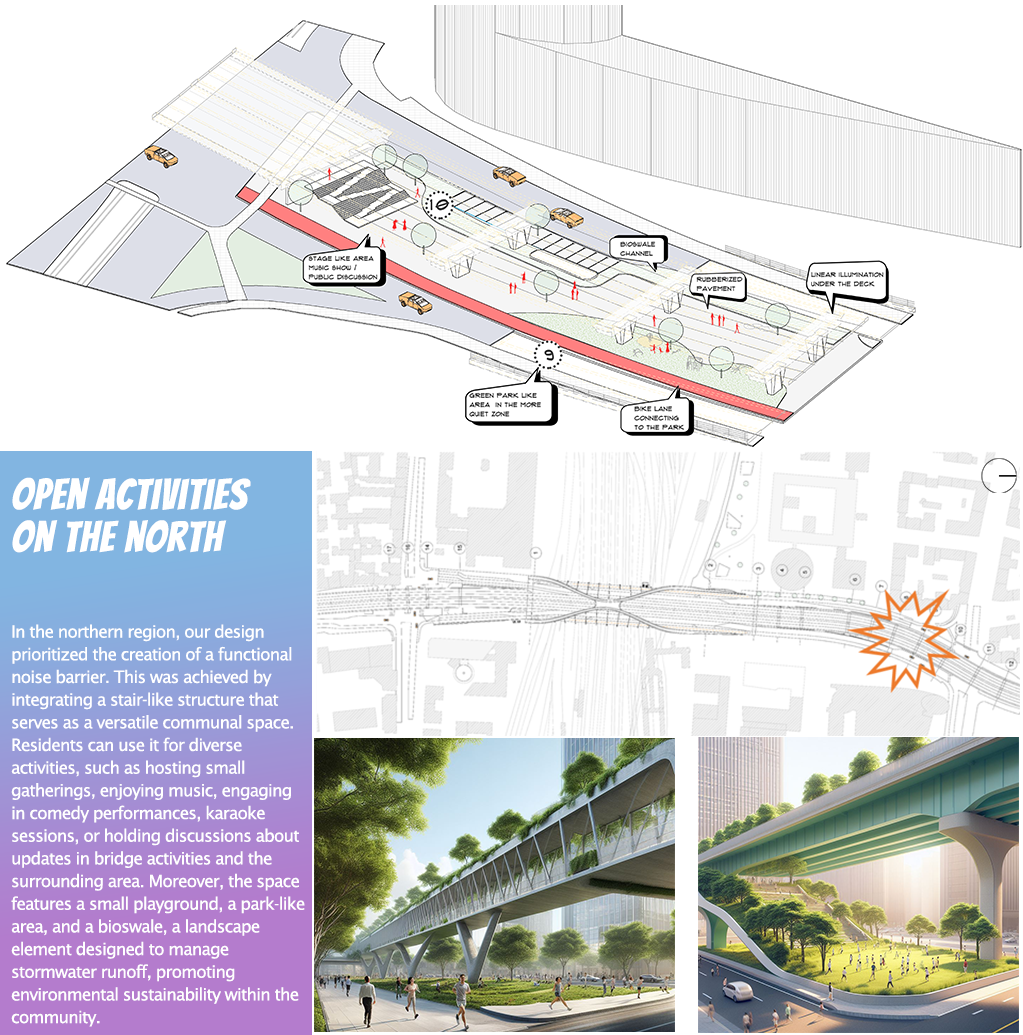 10
STAGE LIKE AREA
MUSIC SHOW /
PUBLIC DISCUSSION
BIOSWALE
CHANNEL
RUBBERIZED
PAVEMENT
LINEAR ILLUMINATION
UNDER THE DECK
9
GREEN PARK LIKE
AREA IN THE MORE
QUIET ZONE
BIKE LANE
CONNECTING
TO THE PARK
OPEN ACTIVITIES
ON THE NORTH
In the northern region, our design
prioritized the creation of a functional
noise barrier. This was achieved by
integrating a stair-like structure that
serves as a versatile communal space.
Residents can use it for diverse
activities, such as hosting small
gatherings, enjoying music, engaging
in comedy performances, karaoke
sessions, or holding discussions about
updates in bridge activities and the
surrounding area. Moreover, the space
features a small playground, a park-like
area, and a bioswale, a landscape
element designed to manage
stormwater runoff, promoting
environmental sustainability within the
community.